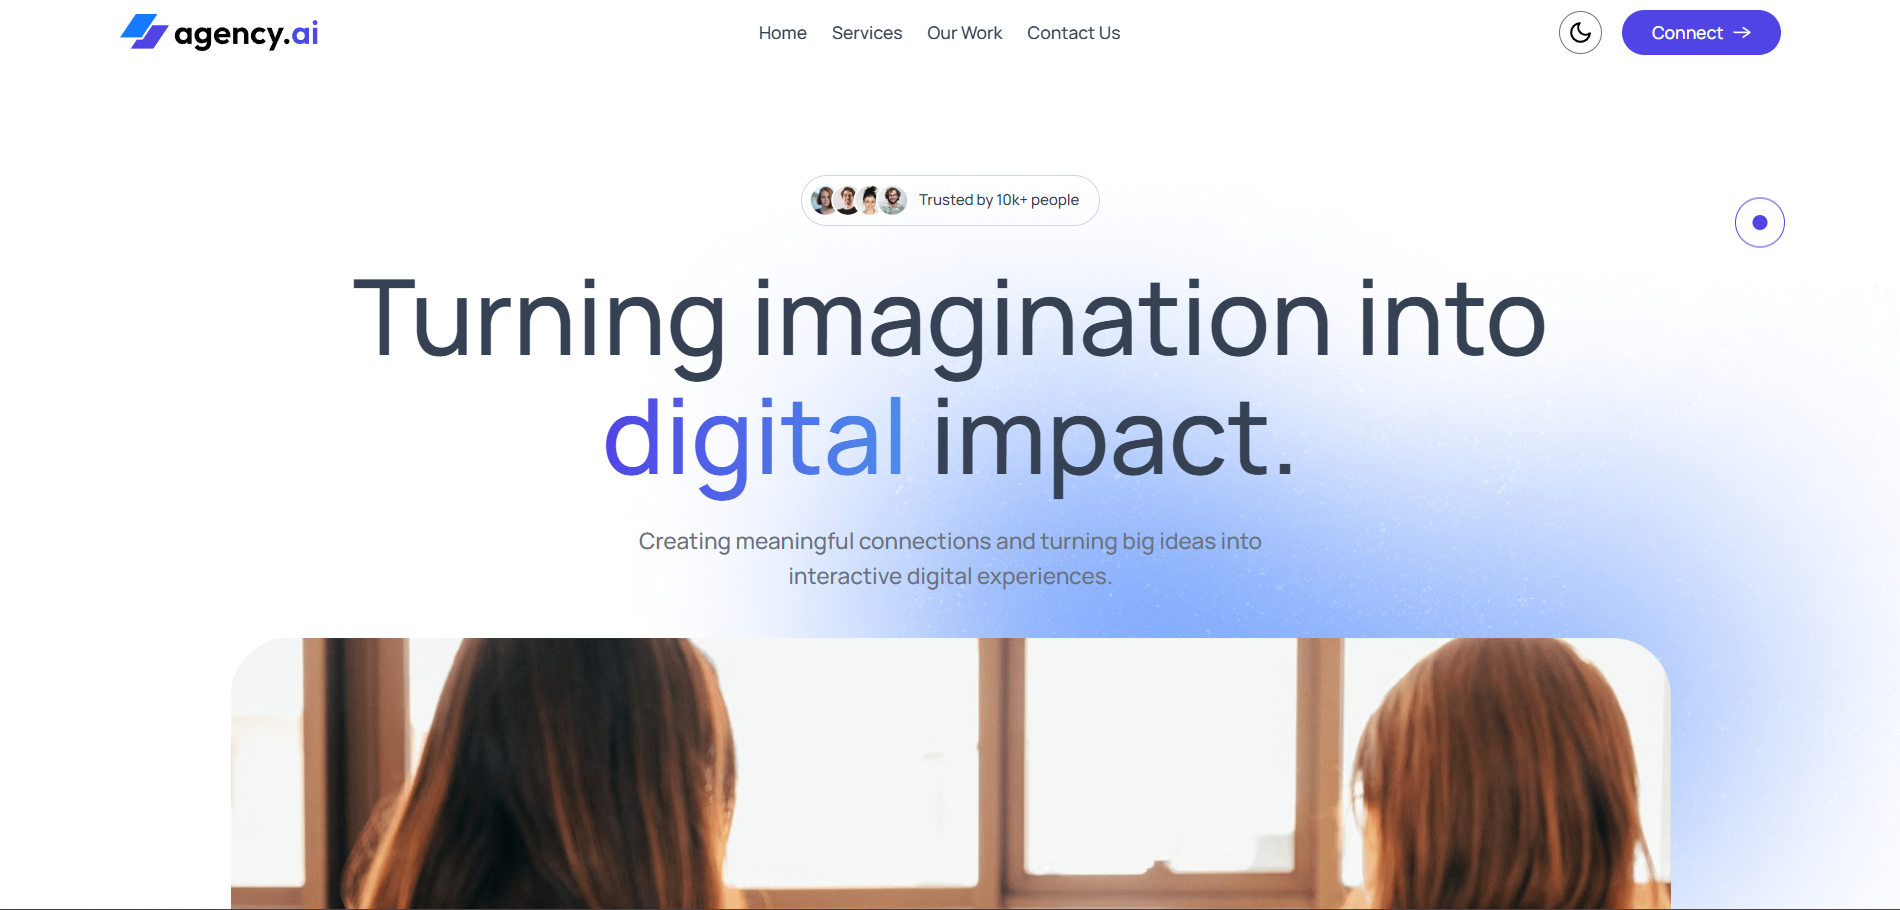 agency.ai
Home Services Our Work Contact Us
Connect
Trusted by 10k+ people
Turning imagination into
digital impact.
Creating meaningful connections and turning big ideas into
interactive digital experiences.